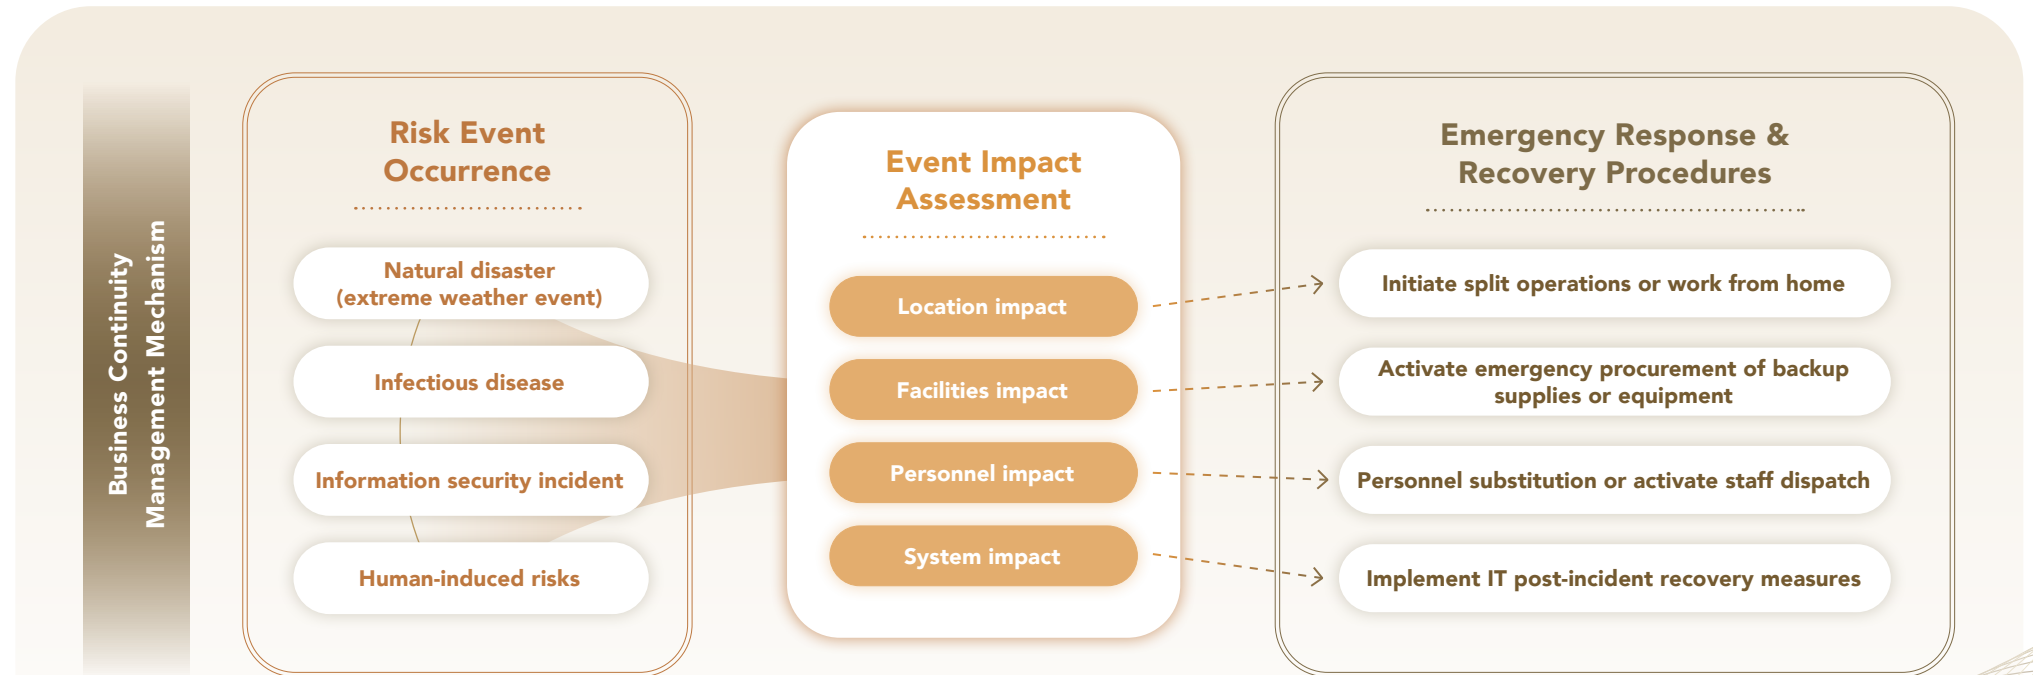 Business Continuity
Management Mechanism
Risk Event
Occurrence
Natural disaster
(extreme weather event)
Infectious disease
Information security incident
Human-induced risks
Event Impact
Assessment
Location impact
Facilities impact
Personnel impact
System impact
Emergency Response &
Recovery Procedures
Initiate split operations or work from home
Activate emergency procurement of backup
supplies or equipment
Personnel substitution or activate staff dispatch
Implement IT post-incident recovery measures